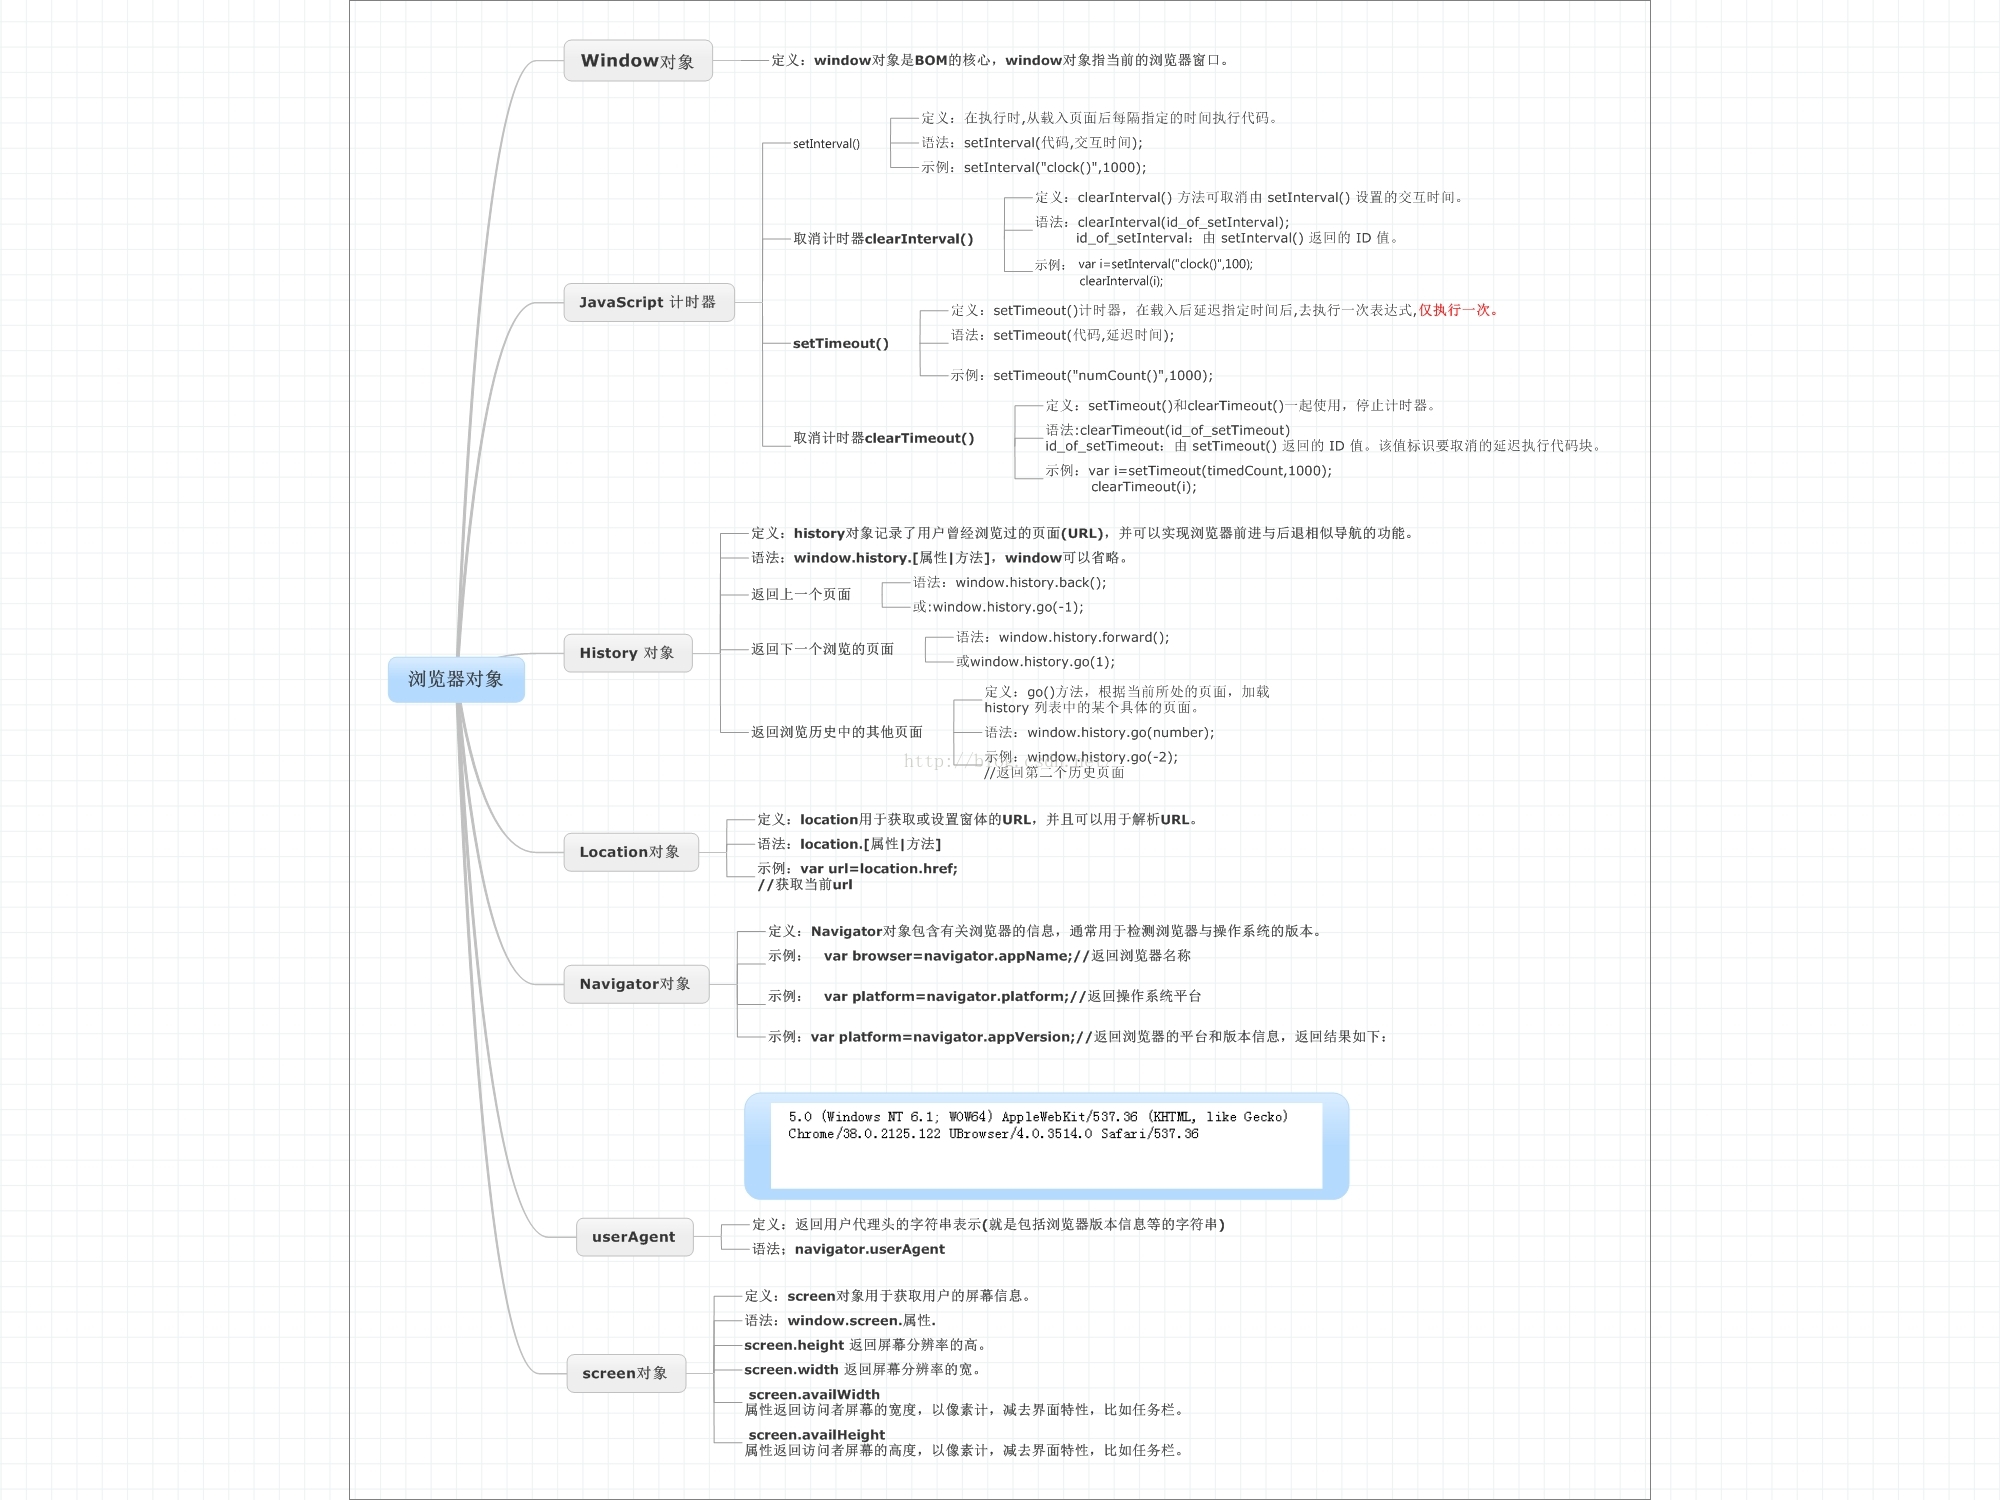 Window对象
定义：window对象是BOM的核心，window对象指当前的浏览器窗口。
JavaScript 计时器
setInterval()
定义：在执行时,从载入页面后每隔指定的时间执行代码。
语法：setInterval(代码,交互时间);
示例：setInterval("clock()",1000);
取消计时器clearInterval()
定义：clearInterval() 方法可取消由 setInterval() 设置的交互时间。
语法：clearInterval(id_of_setInterval);
id_of_setInterval：由 setInterval() 返回的 ID 值。
示例： var i=setInterval("clock()",100);
clearInterval(i);
setTimeout()
定义：setTimeout()计时器，在载入后延迟指定时间后,去执行一次表达式,仅执行一次。
语法：setTimeout(代码,延迟时间);
示例：setTimeout("numCount()",1000);
取消计时器clearTimeout()
定义：setTimeout()和clearTimeout()一起使用，停止计时器。
语法:clearTimeout(id_of_setTimeout)
id_of_setTimeout：由 setTimeout() 返回的 ID 值。该值标识要取消的延迟执行代码块。
示例：var i=setTimeout(timedCount,1000);
clearTimeout(i);
浏览器对象
History 对象
定义：history对象记录了用户曾经浏览过的页面(URL)，并可以实现浏览器前进与后退相似导航的功能。
语法：window.history.[属性|方法]，window可以省略。
返回上一个页面
语法：window.history.back();
或:window.history.go(-1);
返回下一个浏览的页面
语法：window.history.forward();
或window.history.go(1);
返回浏览历史中的其他页面
定义：go()方法，根据当前所处的页面，加载
history 列表中的某个具体的页面。
语法：window.history.go(number);
示例：window.history.go(-2);
//返回第二个历史页面
Location对象
定义：location用于获取或设置窗体的URL，并且可以用于解析URL。
语法：location.[属性|方法]
示例：var url=location.href;
//获取当前url
Navigator对象
定义：Navigator对象包含有关浏览器的信息，通常用于检测浏览器与操作系统的版本。
示例： var browser=navigator.appName;//返回浏览器名称
示例： var platform=navigator.platform;//返回操作系统平台
示例：var platform=navigator.appVersion;//返回浏览器的平台和版本信息，返回结果如下：
5.0 (Windows NT 6.1; WOW64) AppleWebKit/537.36 (KHTML, like Gecko)
Chrome/38.0.2125.122 UBrowser/4.0.3514.0 Safari/537.36
userAgent
定义：返回用户代理头的字符串表示(就是包括浏览器版本信息等的字符串)
语法；navigator.userAgent
screen对象
定义：screen对象用于获取用户的屏幕信息。
语法：window.screen.属性.
screen.height 返回屏幕分辨率的高。
screen.width 返回屏幕分辨率的宽。
screen.availWidth
属性返回访问者屏幕的宽度，以像素计，减去界面特性，比如任务栏。
screen.availHeight
属性返回访问者屏幕的高度，以像素计，减去界面特性，比如任务栏。